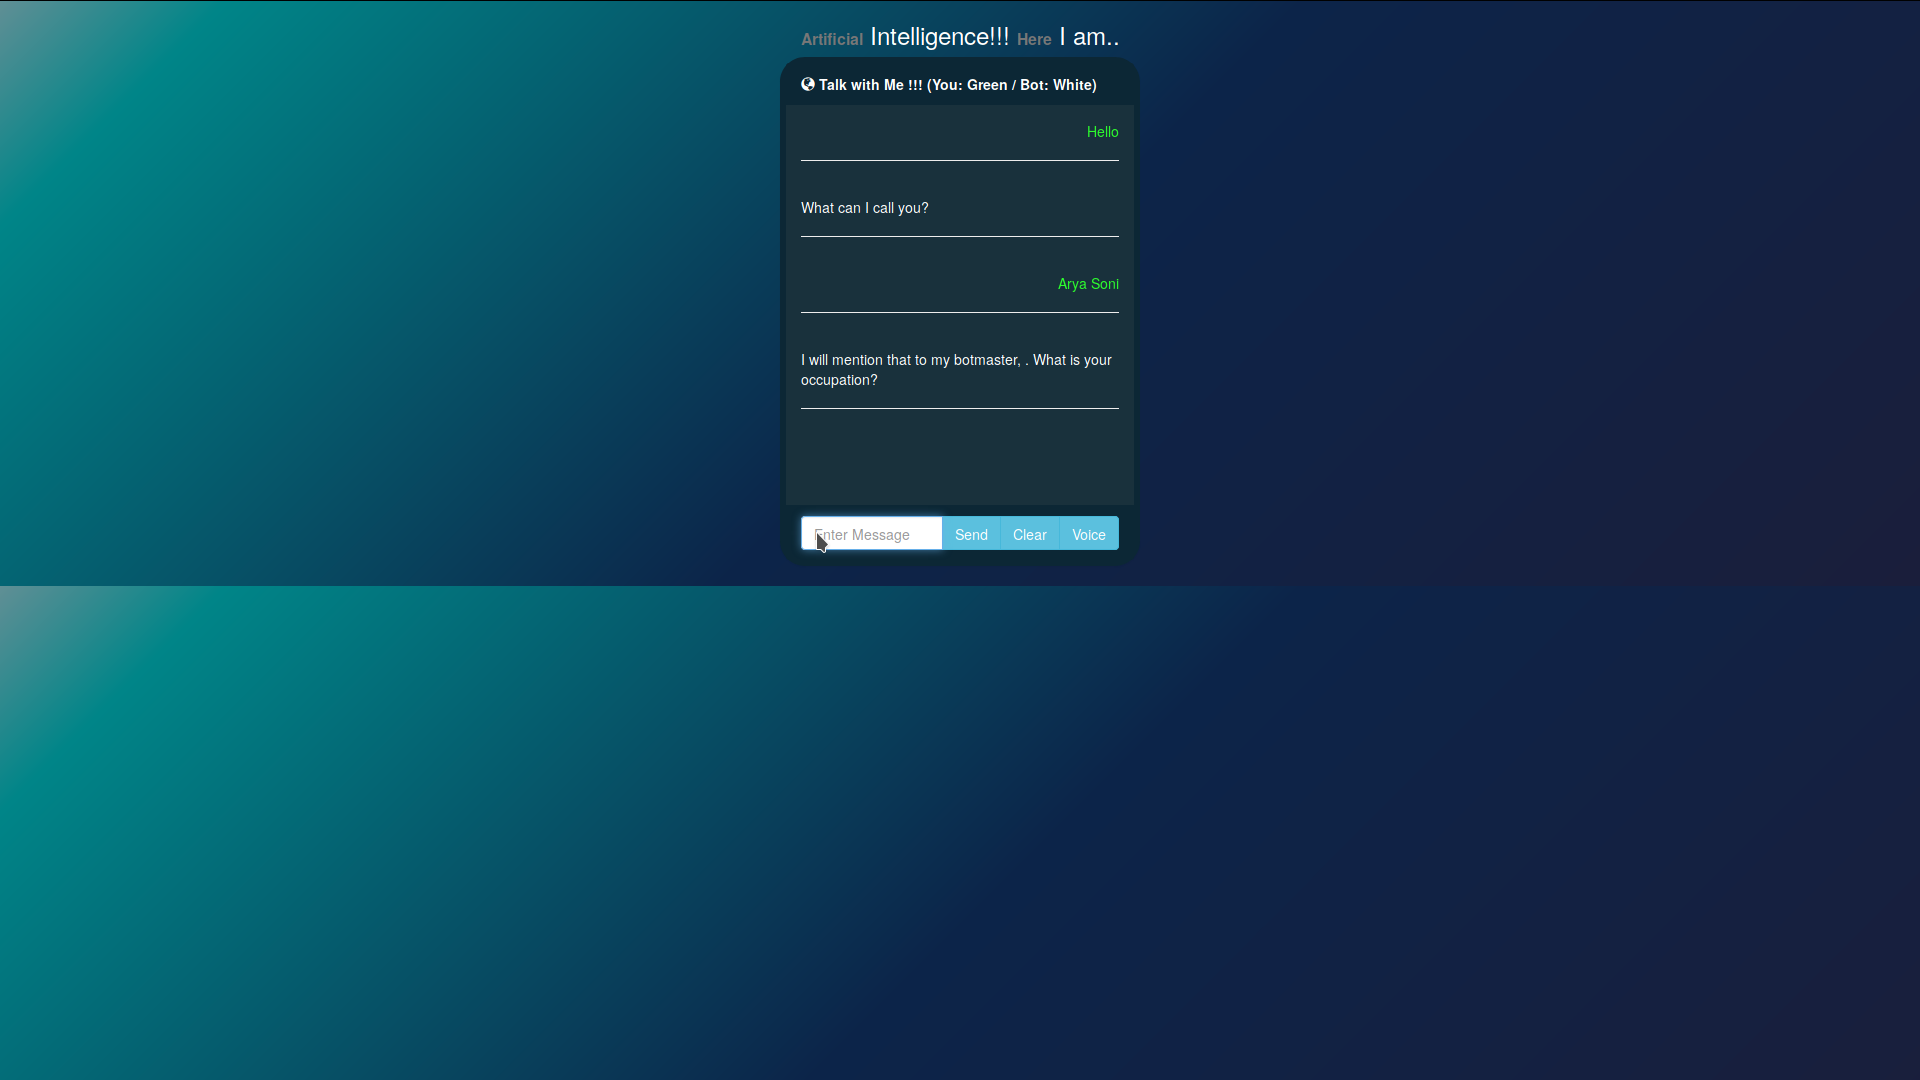 Artificial Intelligence!!! Here I am..
Talk with Me !!! (You: Green / Bot: White)
Hello
What can I call you?
Arya Soni
I will mention that to my botmaster, . What is your
occupation?
Enter Message Send Clear Voice